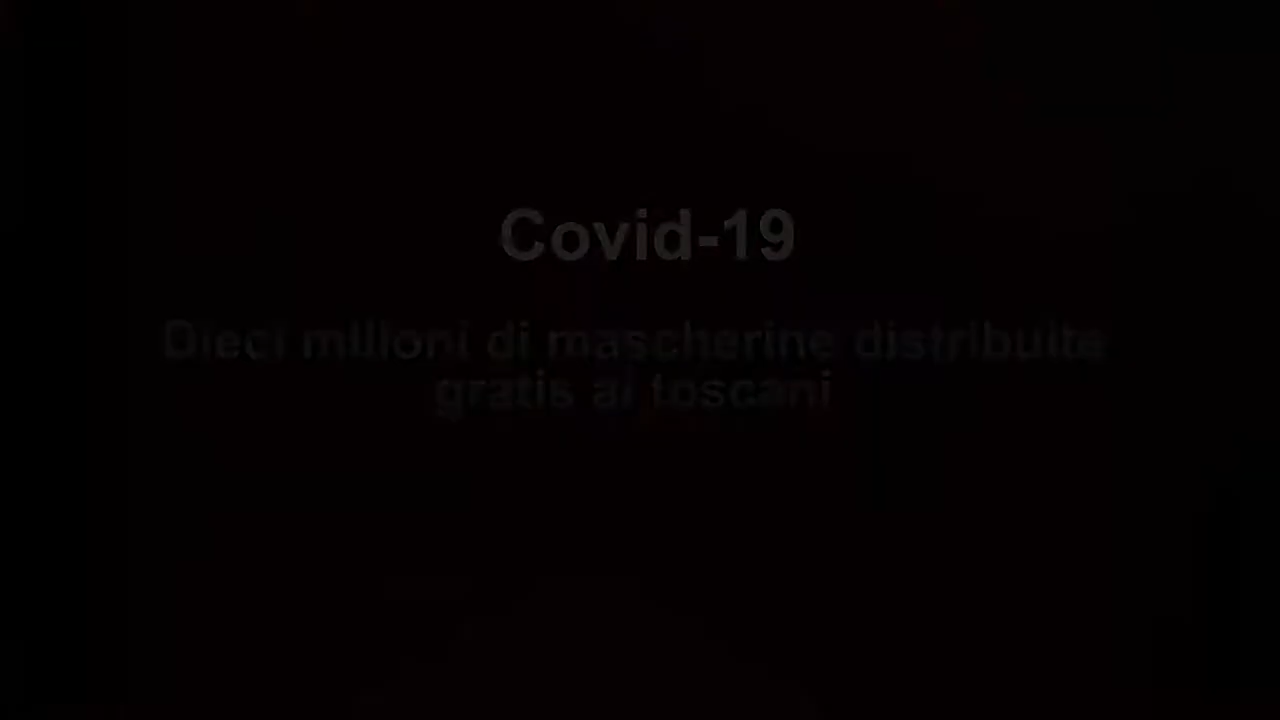 Covid-19
Dieci milioni di mascherine distribuite
gratis ai toscani